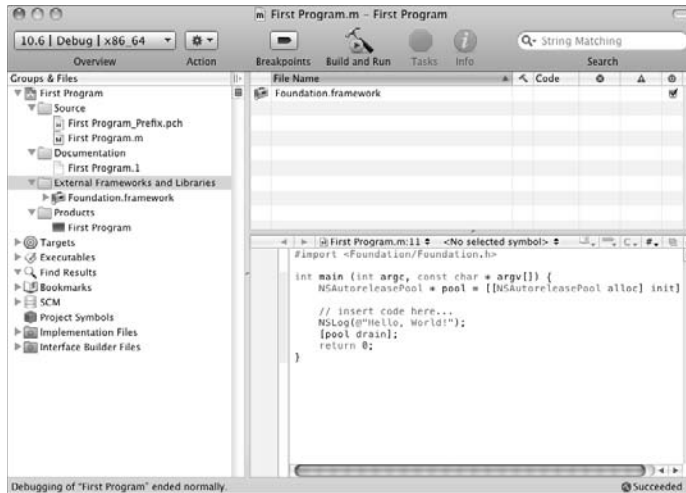 First Program.m – First Program
10.6 | Debug | x86_64
Overview
Action
Breakpoints
Build and Run
Tasks
Info
String Matching
Search
Groups & Files
First Program
Source
First Program_Prefix.pch
First Program.m
Documentation
First Program.1
External Frameworks and Libraries
Foundation.framework
Products
First Program
Targets
Executables
Find Results
Bookmarks
SCM
Project Symbols
Implementation Files
Interface Builder Files
File Name
Code
Foundation.framework
First Program.m:11
<No selected symbol>
C
#
#import <Foundation/Foundation.h>
int main (int argc, const char * argv[]) {
NSAutoreleasePool * pool = [[NSAutoreleasePool alloc] init]
// insert code here...
NSLog(@"Hello, World!");
[pool drain];
return 0;
}
Debugging of "First Program" ended normally.
Succeeded